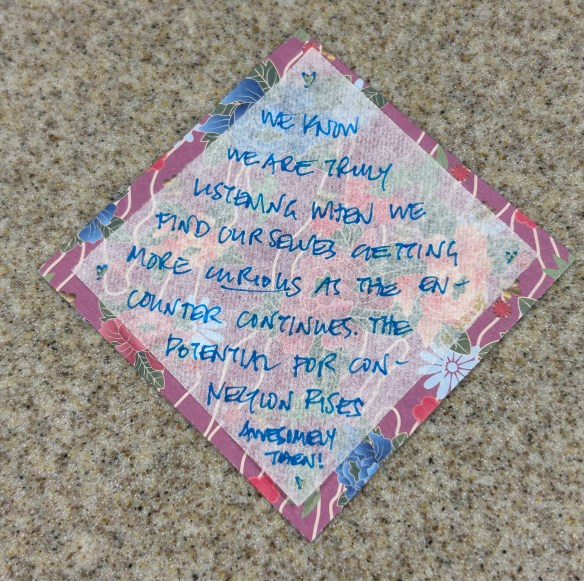 WE KNOW
WE ARE TRULY
LISTENING WHEN WE
FIND OURSELVES GETTING
MORE CURIOUS AS THE EN-
COUNTER CONTINUES. THE
POTENTIAL FOR CON-
NECTION RISES
AWESOMELY
THEN!